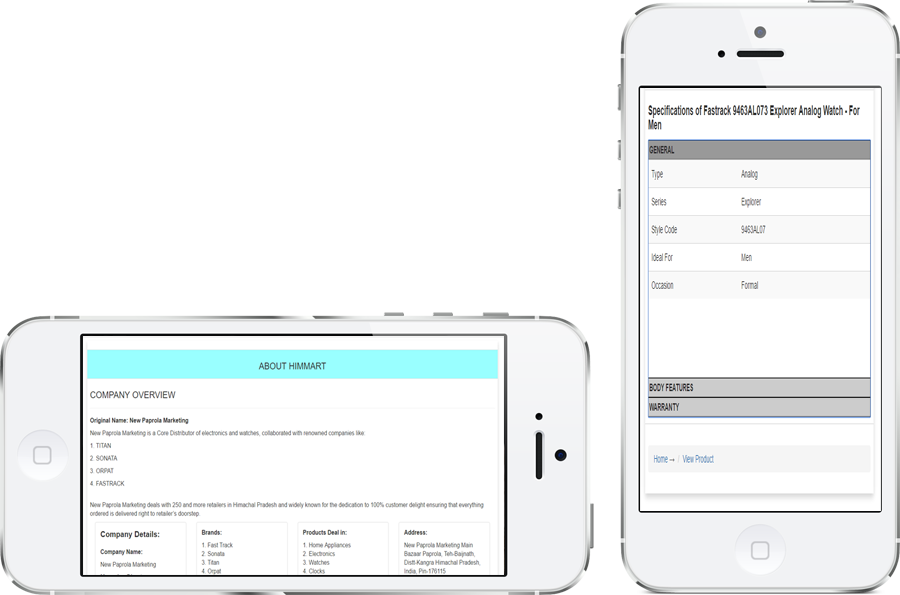 Specifications of Fastrack 9463AL073 Explorer Analog Watch - For
Men
GENERAL
Type Analog
Series Explorer
Style Code 9463AL07
Ideal For Men
Occasion Formal
BODY FEATURES
WARRANTY
Home → / View Product
ABOUT HIMMART
COMPANY OVERVIEW
Original Name: New Paprola Marketing
New Paprola Marketing is a Core Distributor of electronics and watches, collaborated with renowned companies like.
1. TITAN
2. SONATA
3. ORPAT
4. FASTRACK
New Paprola Marketing deals with 250 and more retailers in Himachal Pradesh and widely known for the dedication to 100% customer delight ensuring that everything
ordered is delivered right to retailer's doorstep.
Company Details:
Company Name:
New Paprola Marketing
Brands:
1. Fast Track
2. Sonata
3. Titan
4. Orpat
Products Deal in:
1. Home Appliances
2. Electronics
3. Watches
4. Clocks
Address:
New Paprola Marketing Main
Bazaar Paprola, Teh-Baijnath,
Distt-Kangra Himachal Pradesh,
India, Pin-176115